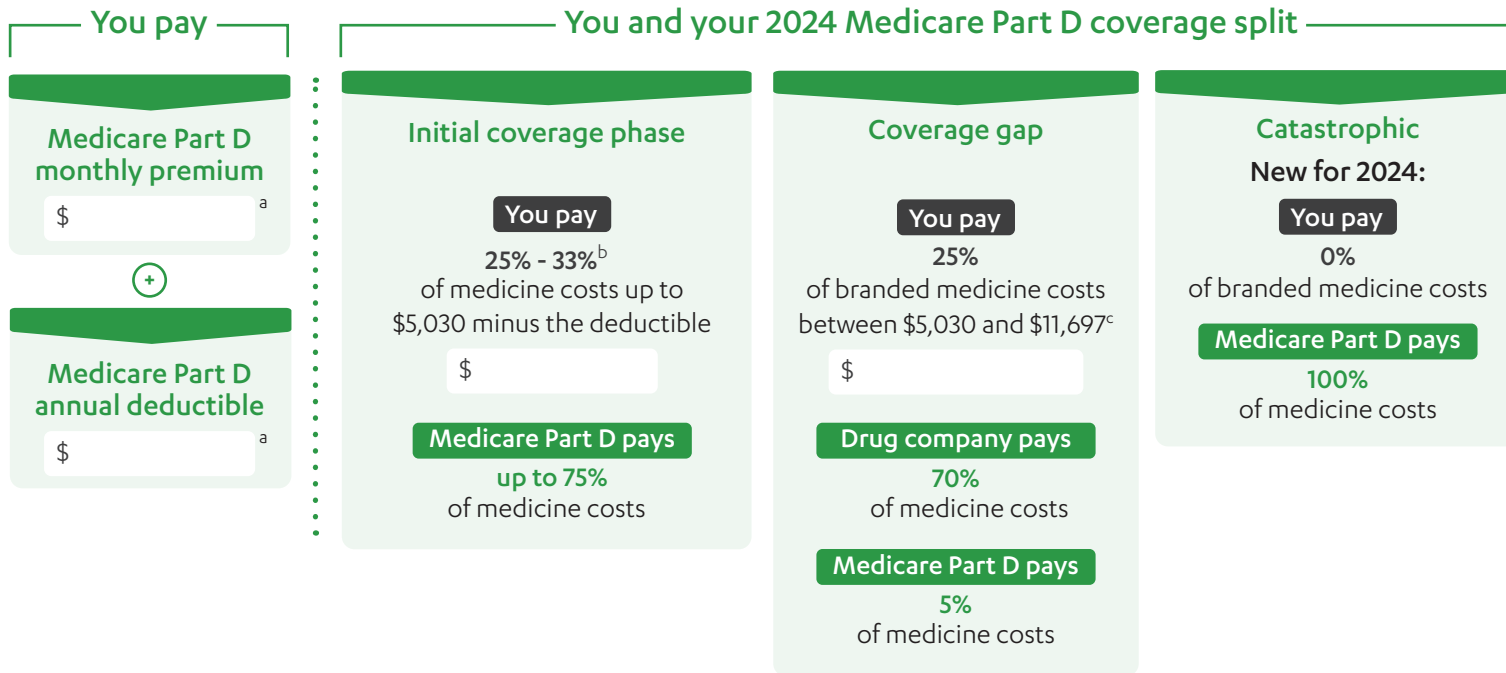 You pay
Medicare Part D
monthly premium
$ a
+
Medicare Part D
annual deductible
$ a
You and your 2024 Medicare Part D coverage split
Initial coverage phase
You pay
25% - 33%b
of medicine costs up to
$5,030 minus the deductible
$
Medicare Part D pays
up to 75%
of medicine costs
Coverage gap
You pay
25%
of branded medicine costs
between $5,030 and $11,697c
$
Drug company pays
70%
of medicine costs
Medicare Part D pays
5%
of medicine costs
Catastrophic
New for 2024:
You pay
0%
of branded medicine costs
Medicare Part D pays
100%
of medicine costs